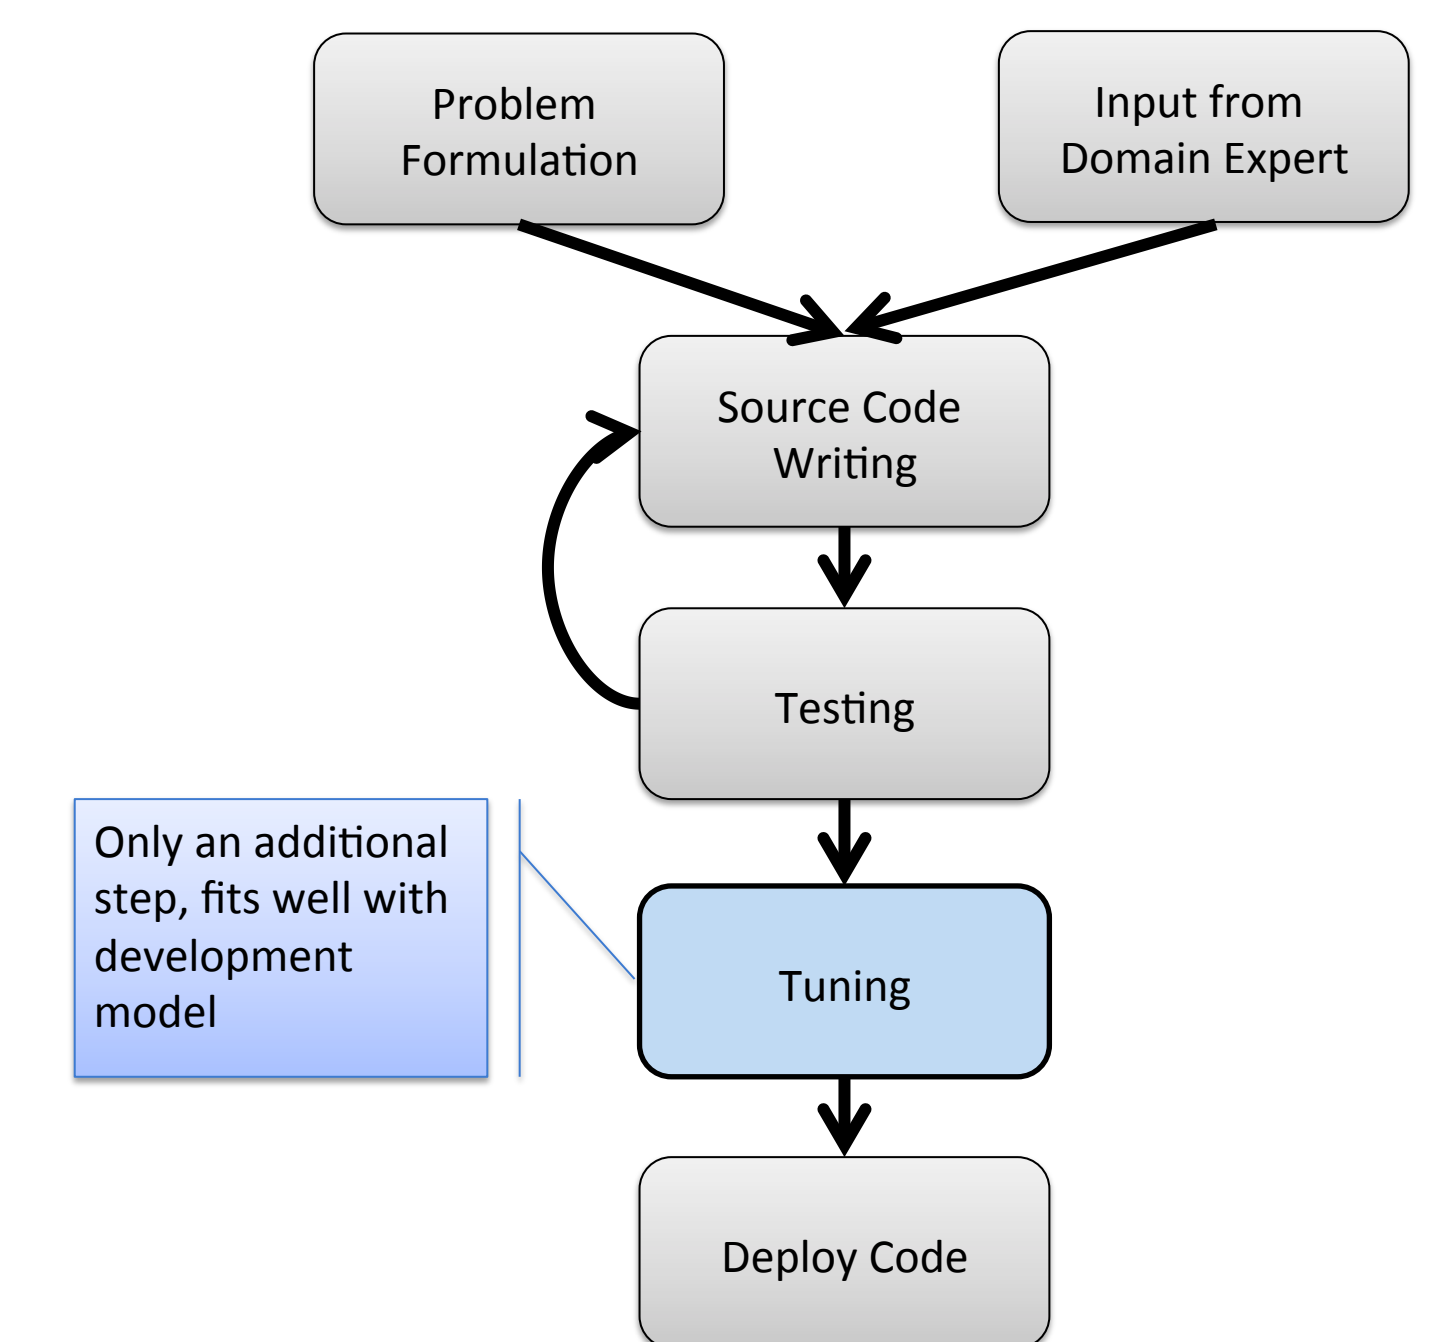 Problem
Formulation
Input from
Domain Expert
Source Code
Writing
Testing
Only an additional
step, fits well with
development
model
Tuning
Deploy Code